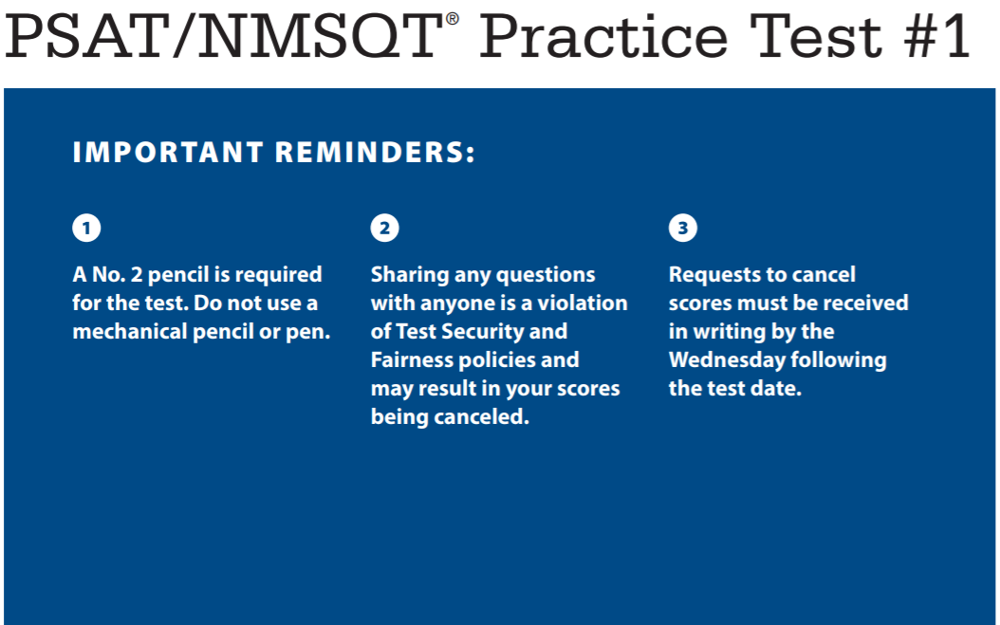 PSAT/NMSQT® Practice Test #1
IMPORTANT REMINDERS:
1
A No. 2 pencil is required
for the test. Do not use a
mechanical pencil or pen.
2
Sharing any questions
with anyone is a violation
of Test Security and
Fairness policies and
may result in your scores
being canceled.
3
Requests to cancel
scores must be received
in writing by the
Wednesday following
the test date.